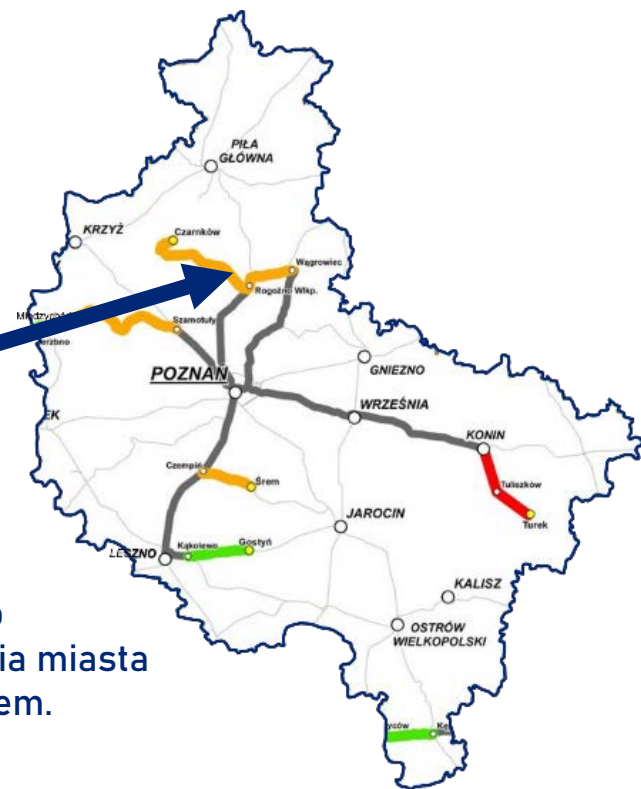 PIŁA
GŁÓWNA
KRZYŻ
Czarnków
Wągrowiec
Rogoźno Wlkp.
Szamotuły
POZNAŃ
GNIEZNO
WRZEŚNIA
KONIN
Czempiń
Śrem
Tuliszków
Turek
JAROCIN
LESZNO
Kąkolewo
Gostyń
KALISZ
OSTRÓW
WIELKOPOLSKI
ia miasta
em.